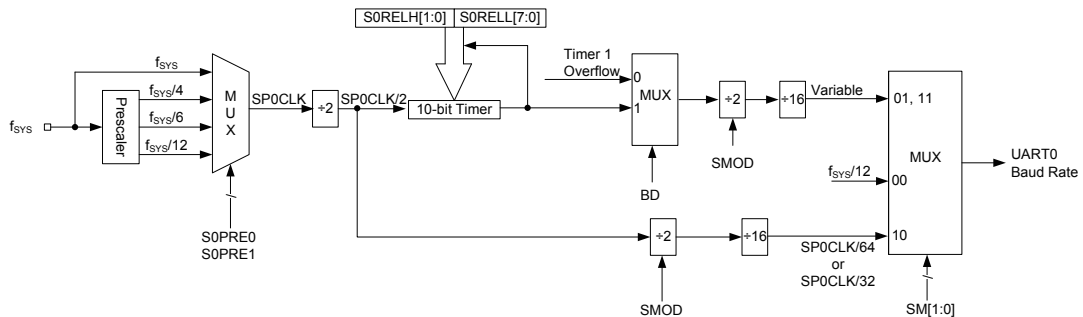 S0RELH[1:0] S0RELL[7:0]
fSYS
Prescaler
fSYS
fSYS/4
fSYS/6
fSYS/12
MUX
S0PRE0
S0PRE1
SP0CLK
÷2
SP0CLK/2
10-bit Timer
Timer 1
Overflow
0
1
MUX
BD
÷2
SMOD
÷16
Variable
÷2
SMOD
÷16
SP0CLK/64
or
SP0CLK/32
fSYS/12
01, 11
00
10
MUX
SM[1:0]
UART0
Baud Rate